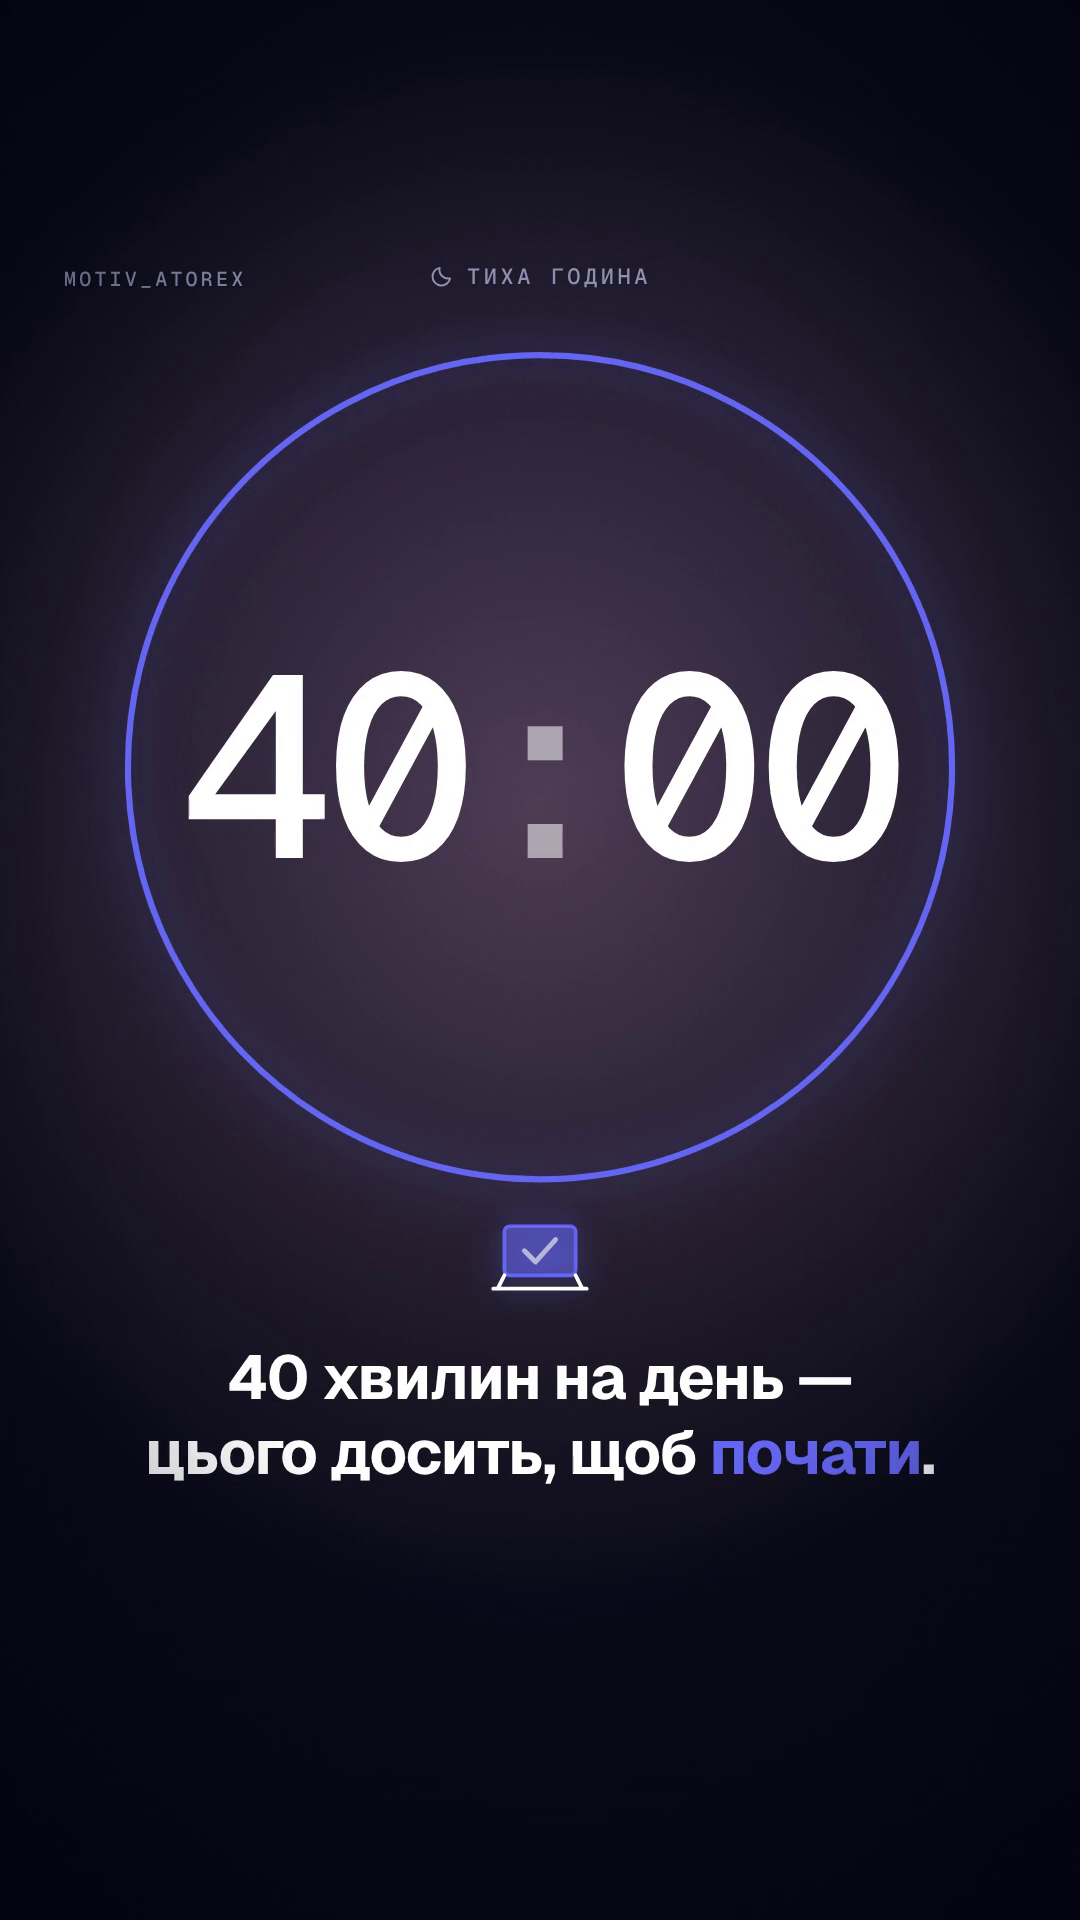 MOTIV_ATOREX
ТИХА ГОДИНА
40:00
40 хвилин на день —
цього досить, щоб почати.